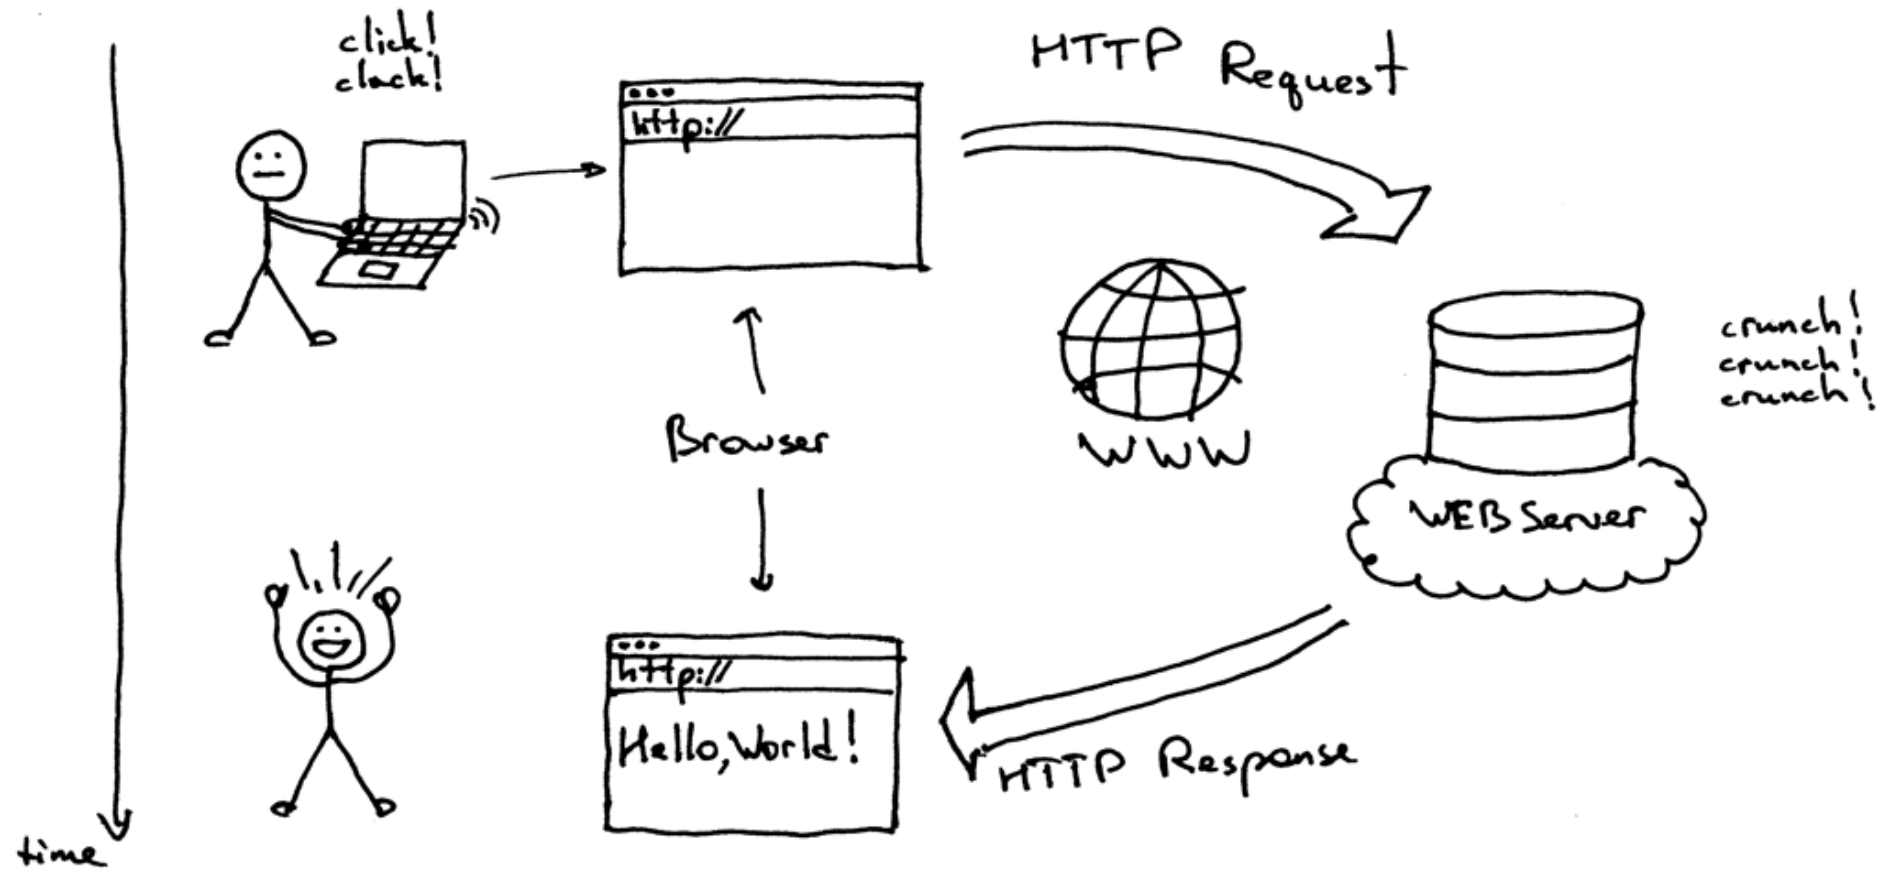 click!
clack!
HTTP Request
http://
crunch!
crunch!
crunch!
Browser
WWW
WEB Server
http://
Hello, World!
HTTP Response
time